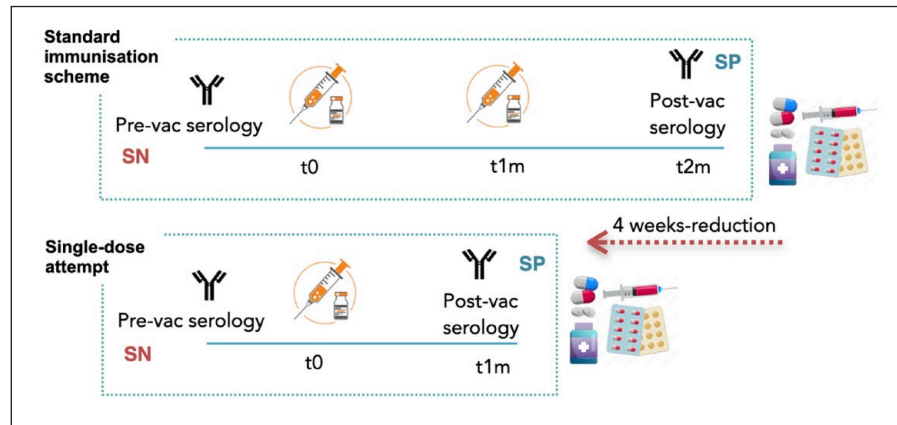 Standard
immunisation
scheme
SP
Pre-vac serology
Post-vac
serology
SN
t0
t1m
t2m
4 weeks-reduction
Single-dose
attempt
SP
Pre-vac serology
Post-vac
serology
SN
t0
t1m